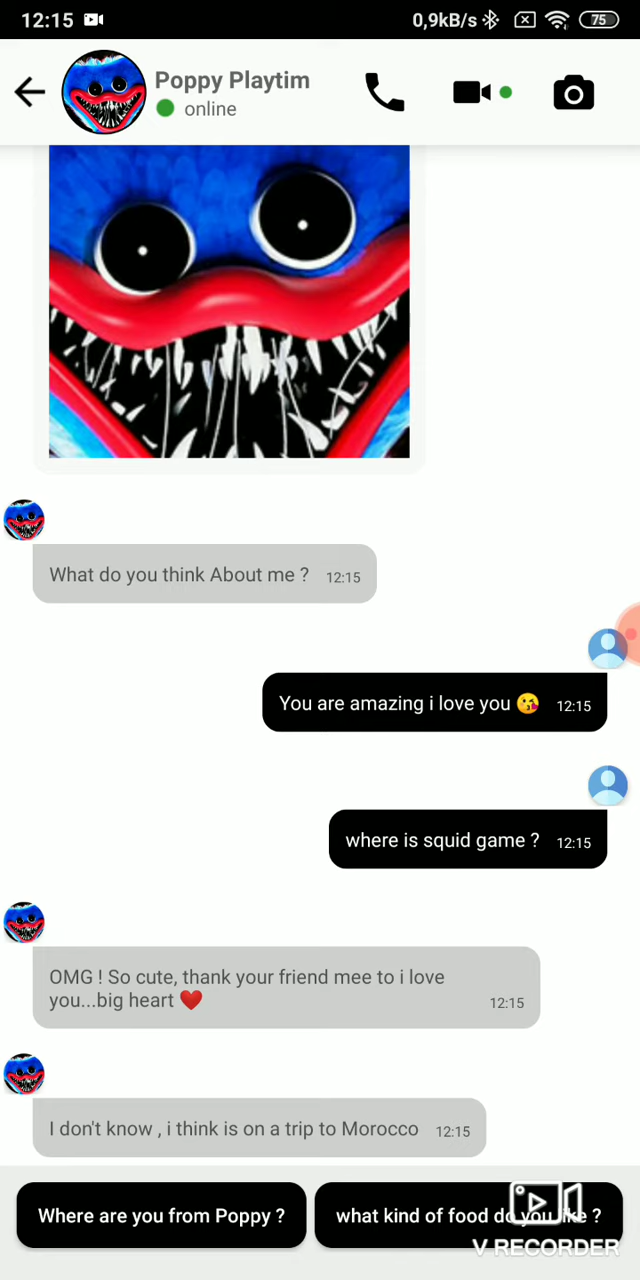 12:15
0,9kB/s
75
Poppy Playtim
online
What do you think About me ? 12:15
You are amazing i love you 😘 12:15
where is squid game ? 12:15
OMG ! So cute, thank your friend mee to i love
you...big heart ❤️ 12:15
I don't know , i think is on a trip to Morocco 12:15
Where are you from Poppy ?
what kind of food do you like ?
V RECORDER